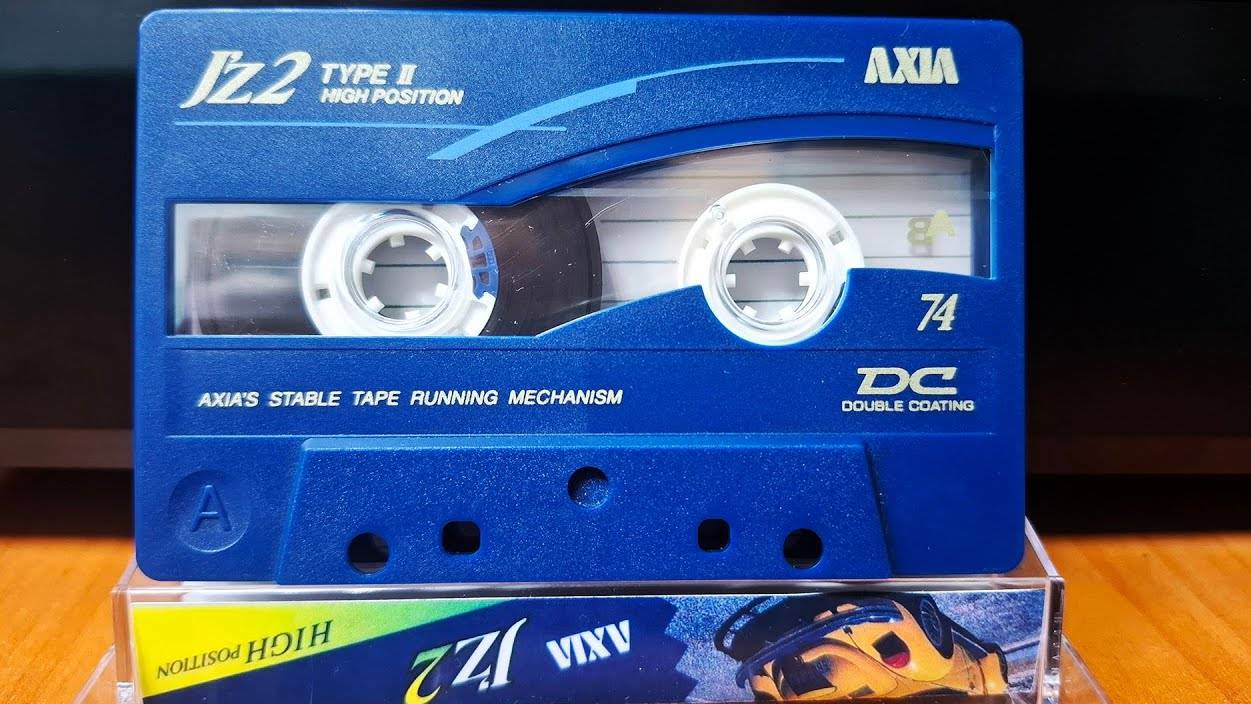 J'Z2 TYPE II
HIGH POSITION
AXIA
A
B
74
AXIA'S STABLE TAPE RUNNING MECHANISM
DC
DOUBLE COATING
A
HIGH POSITION
J'Z2
AXIA